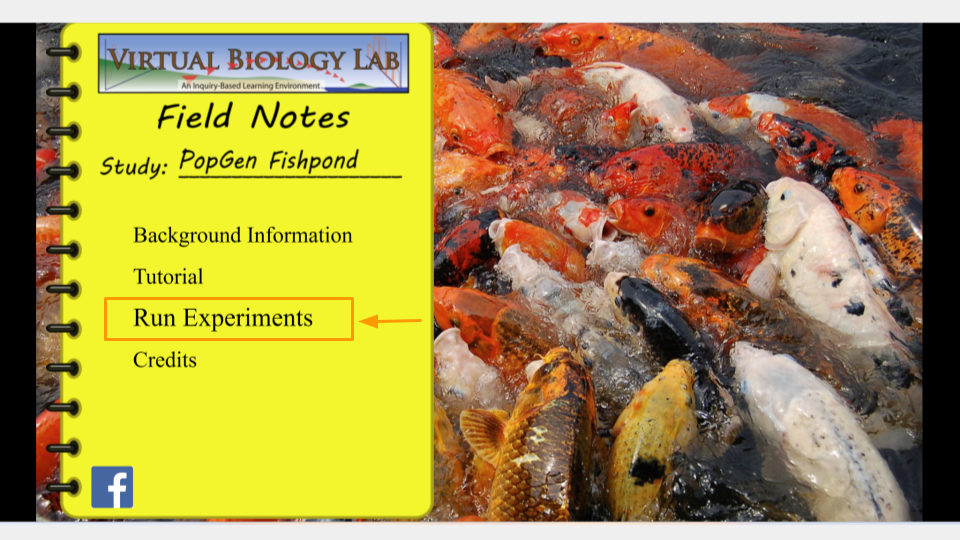 VIRTUAL BIOLOGY LAB
An Inquiry-Based Learning Environment
Field Notes
Study: PopGen Fishpond
Background Information
Tutorial
Run Experiments
Credits
f